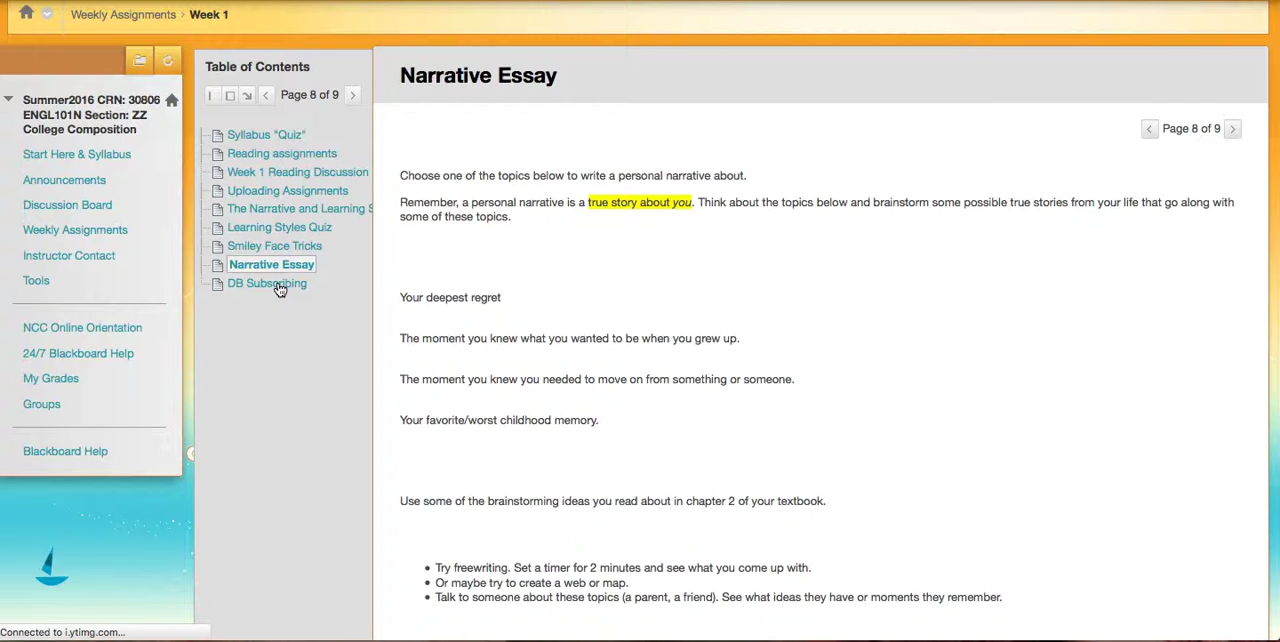 Weekly Assignments › Week 1
Summer2016 CRN: 30806
ENGL101N Section: ZZ
College Composition
Start Here & Syllabus
Announcements
Discussion Board
Weekly Assignments
Instructor Contact
Tools
NCC Online Orientation
24/7 Blackboard Help
My Grades
Groups
Blackboard Help
Connected to i.ytimg.com...
Table of Contents
Page 8 of 9
Syllabus "Quiz"
Reading assignments
Week 1 Reading Discussion
Uploading Assignments
The Narrative and Learning S
Learning Styles Quiz
Smiley Face Tricks
Narrative Essay
DB Subscribing
Narrative Essay
Page 8 of 9
Choose one of the topics below to write a personal narrative about.
Remember, a personal narrative is a true story about you. Think about the topics below and brainstorm some possible true stories from your life that go along with
some of these topics.
Your deepest regret
The moment you knew what you wanted to be when you grew up.
The moment you knew you needed to move on from something or someone.
Your favorite/worst childhood memory.
Use some of the brainstorming ideas you read about in chapter 2 of your textbook.
• Try freewriting. Set a timer for 2 minutes and see what you come up with.
• Or maybe try to create a web or map.
• Talk to someone about these topics (a parent, a friend). See what ideas they have or moments they remember.